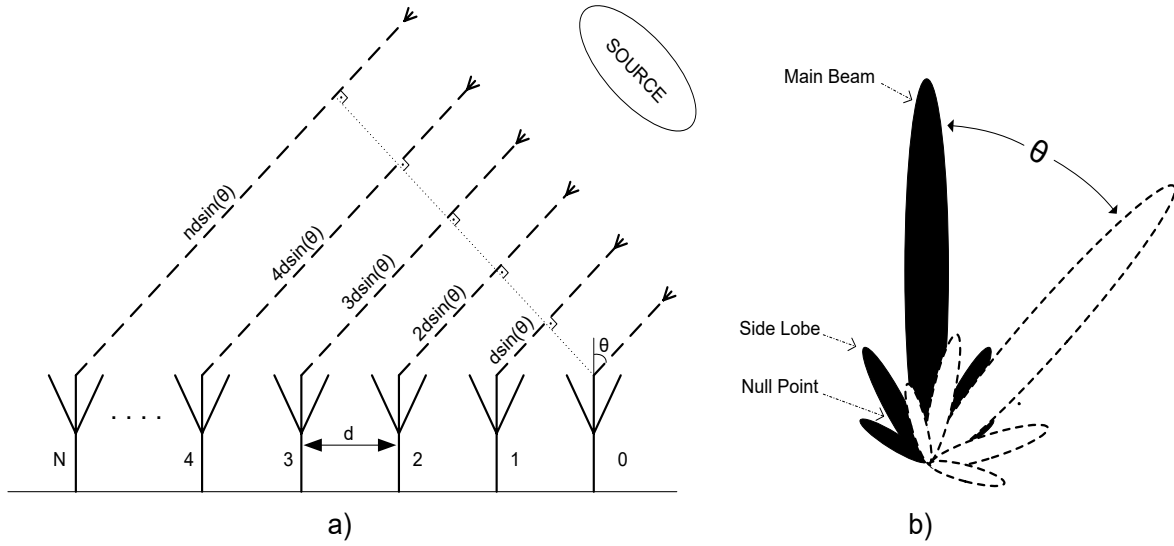 SOURCE
ndsin(θ)
4dsin(θ)
3dsin(θ)
2dsin(θ)
dsin(θ)
θ
. . . .
d
N
4
3
2
1
0
a)
Main Beam
θ
Side Lobe
Null Point
b)